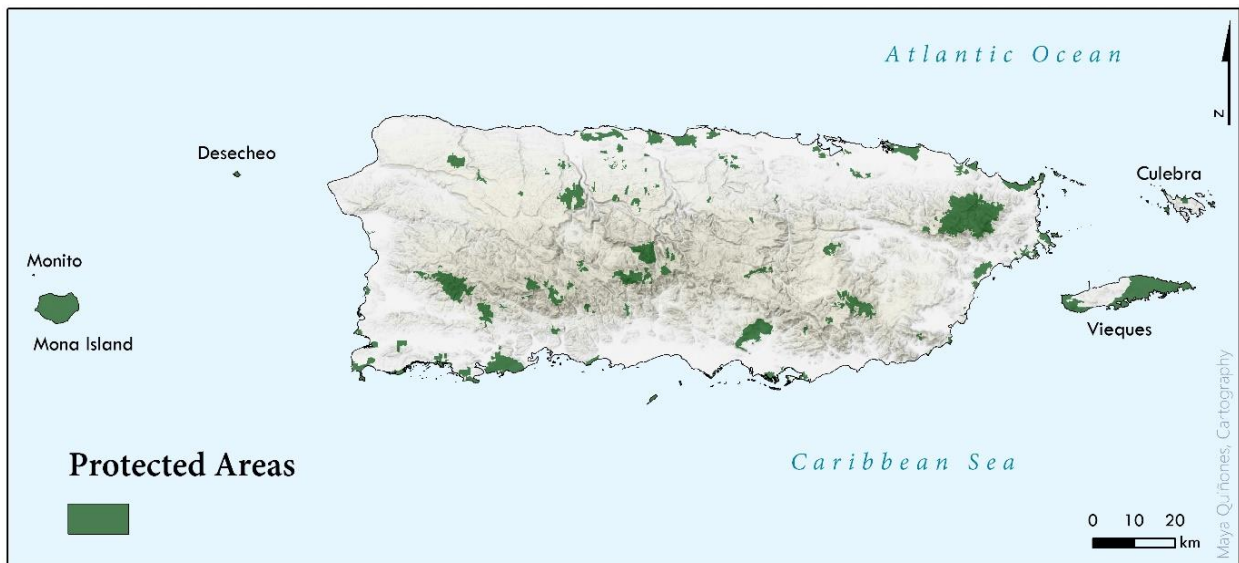 Atlantic Ocean
N
Desecheo
Culebra
Monito
Mona Island
Vieques
Protected Areas
Caribbean Sea
0 10 20
km
Maya Quiñones, Cartography